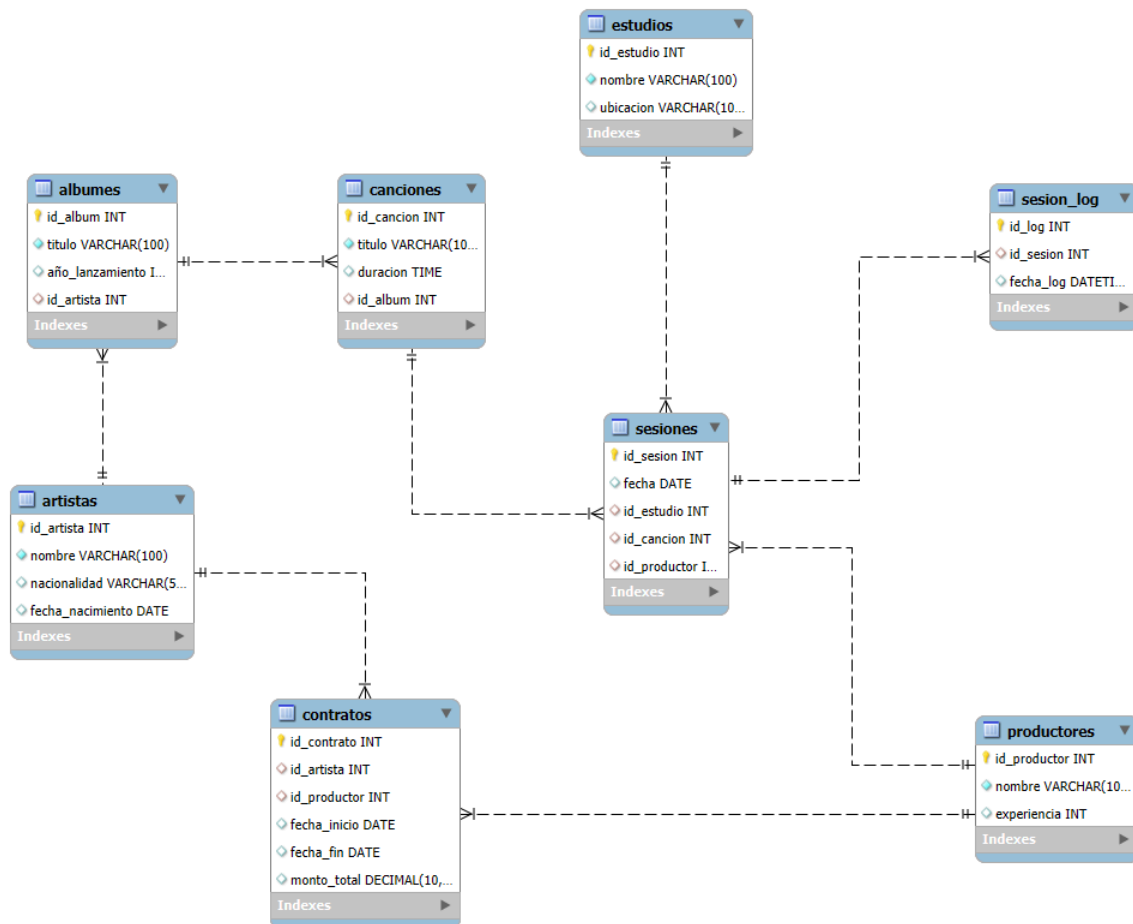 estudios
id_estudio INT
nombre VARCHAR(100)
ubicacion VARCHAR(10...
Indexes
albumes
id_album INT
titulo VARCHAR(100)
año_lanzamiento I...
id_artista INT
Indexes
canciones
id_cancion INT
titulo VARCHAR(10...
duracion TIME
id_album INT
Indexes
sesion_log
id_log INT
id_sesion INT
fecha_log DATETI...
Indexes
sesiones
id_sesion INT
fecha DATE
id_estudio INT
id_cancion INT
id_productor I...
Indexes
artistas
id_artista INT
nombre VARCHAR(100)
nacionalidad VARCHAR(5...
fecha_nacimiento DATE
Indexes
contratos
id_contrato INT
id_artista INT
id_productor INT
fecha_inicio DATE
fecha_fin DATE
monto_total DECIMAL(10,...
Indexes
productores
id_productor INT
nombre VARCHAR(10...
experiencia INT
Indexes